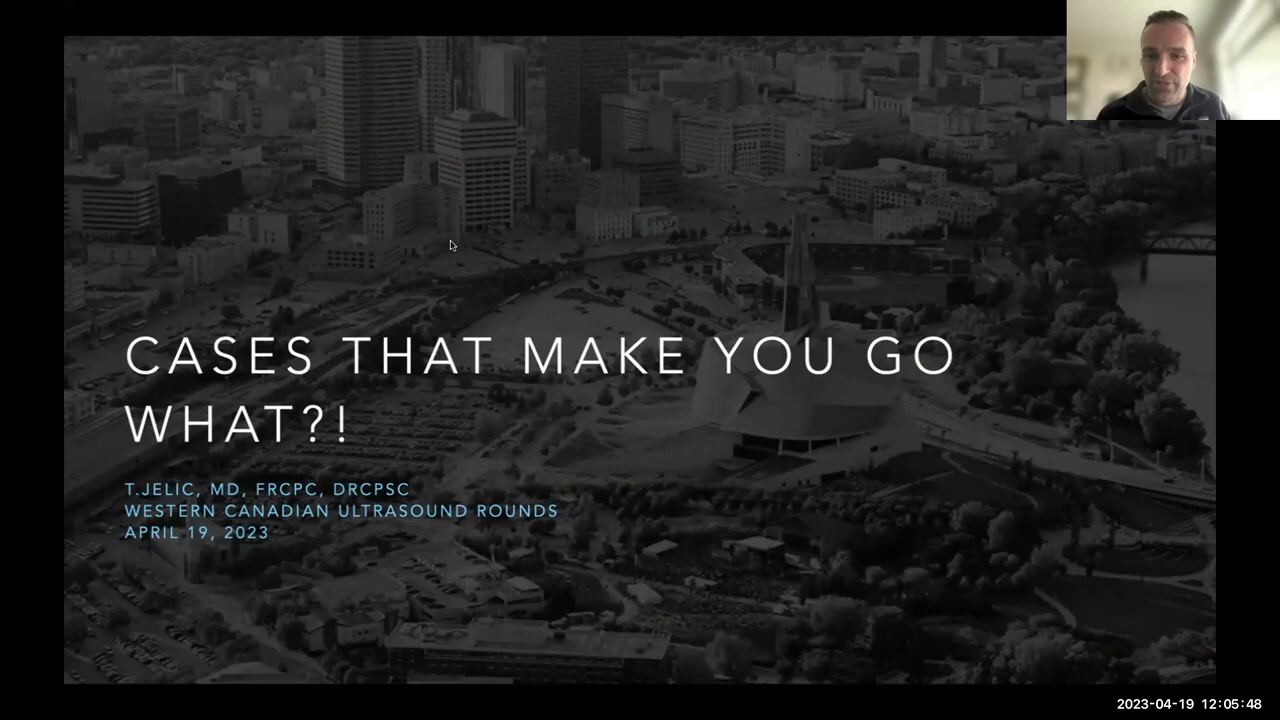 CASES THAT MAKE YOU GO
WHAT?!
T.JELIC, MD, FRCPC, DRCPSC
WESTERN CANADIAN ULTRASOUND ROUNDS
APRIL 19, 2023
2023-04-19 12:05:48